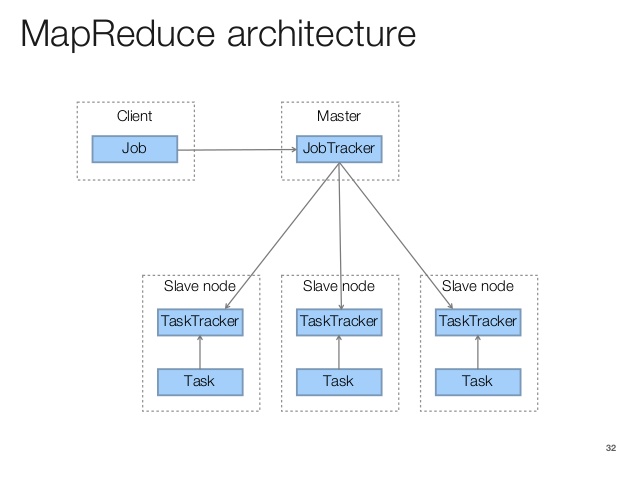 MapReduce architecture
Client
Master
Job
JobTracker
Slave node
Slave node
Slave node
TaskTracker
TaskTracker
TaskTracker
Task
Task
Task
32